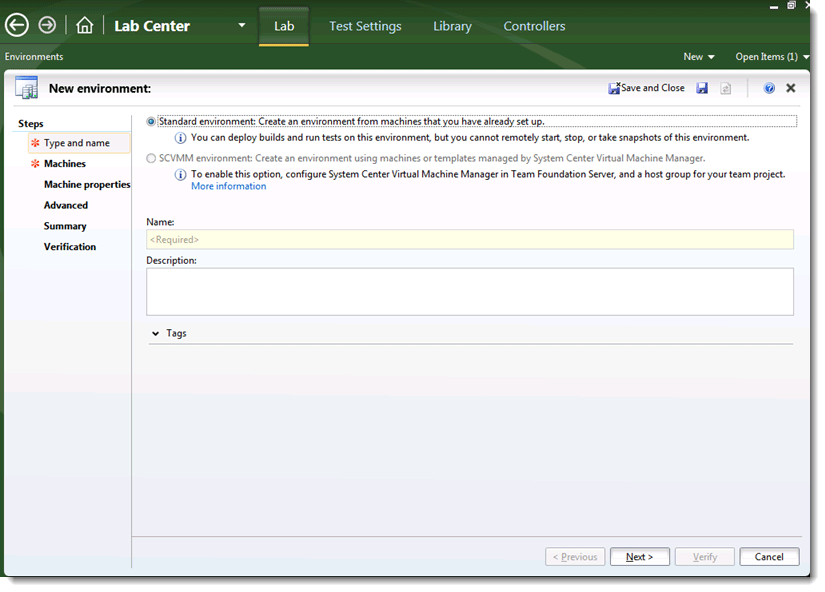 Lab Center
Lab
Test Settings
Library
Controllers
Environments
New
Open Items (1)
New environment:
Save and Close
Steps
Type and name
Machines
Machine properties
Advanced
Summary
Verification
Standard environment: Create an environment from machines that you have already set up.
You can deploy builds and run tests on this environment, but you cannot remotely start, stop, or take snapshots of this environment.
SCVMM environment: Create an environment using machines or templates managed by System Center Virtual Machine Manager.
To enable this option, configure System Center Virtual Machine Manager in Team Foundation Server, and a host group for your team project.
More information
Name:
<Required>
Description:
Tags
< Previous
Next >
Verify
Cancel